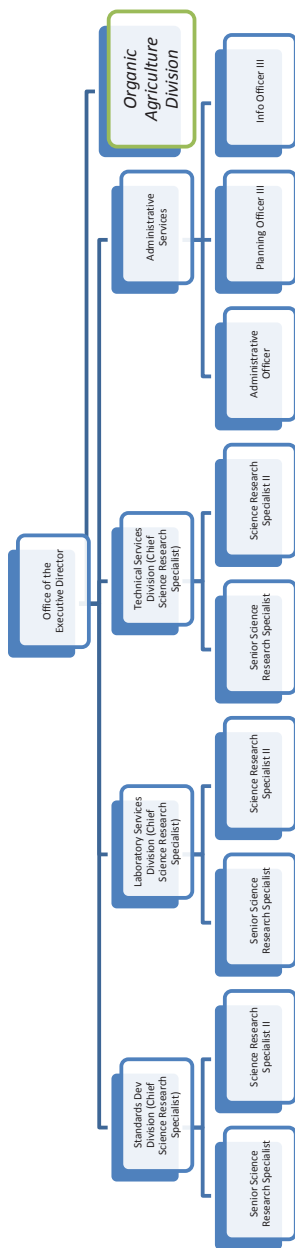 Office of the
Executive Director
Standards Dev
Division (Chief
Science Research
Specialist)
Laboratory Services
Division (Chief
Science Research
Specialist)
Technical Services
Division (Chief
Science Research
Specialist)
Administrative
Services
Organic
Agriculture
Division
Senior Science
Research Specialist
Science Research
Specialist II
Senior Science
Research Specialist
Science Research
Specialist II
Senior Science
Research Specialist
Science Research
Specialist II
Administrative
Officer
Planning Officer III
Info Officer III